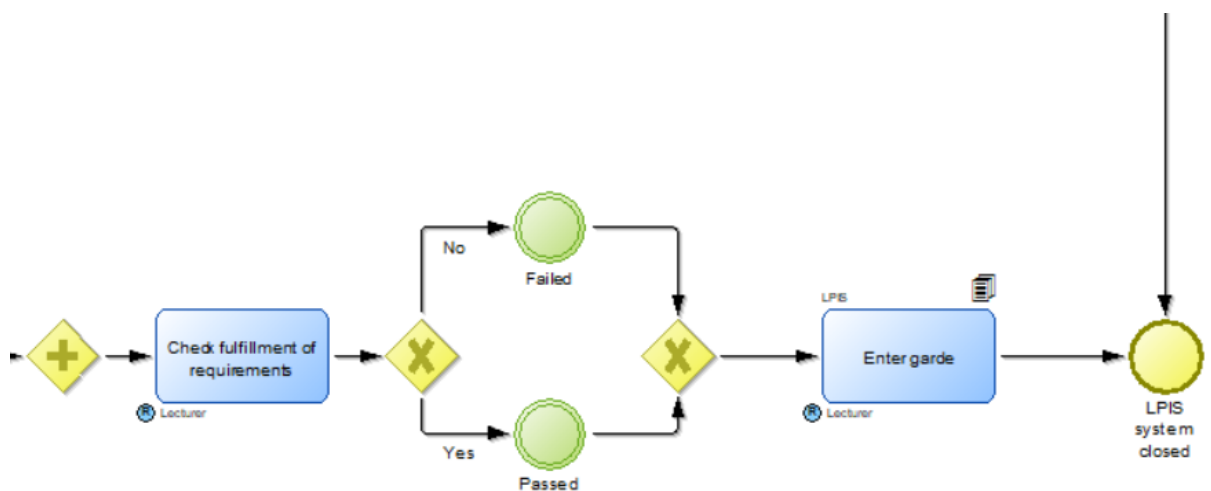 No
Failed
LPIS
Check fulfillment of
requirements
Enter garde
R Lecturer
R Lecturer
LPIS
system
closed
Yes
Passed